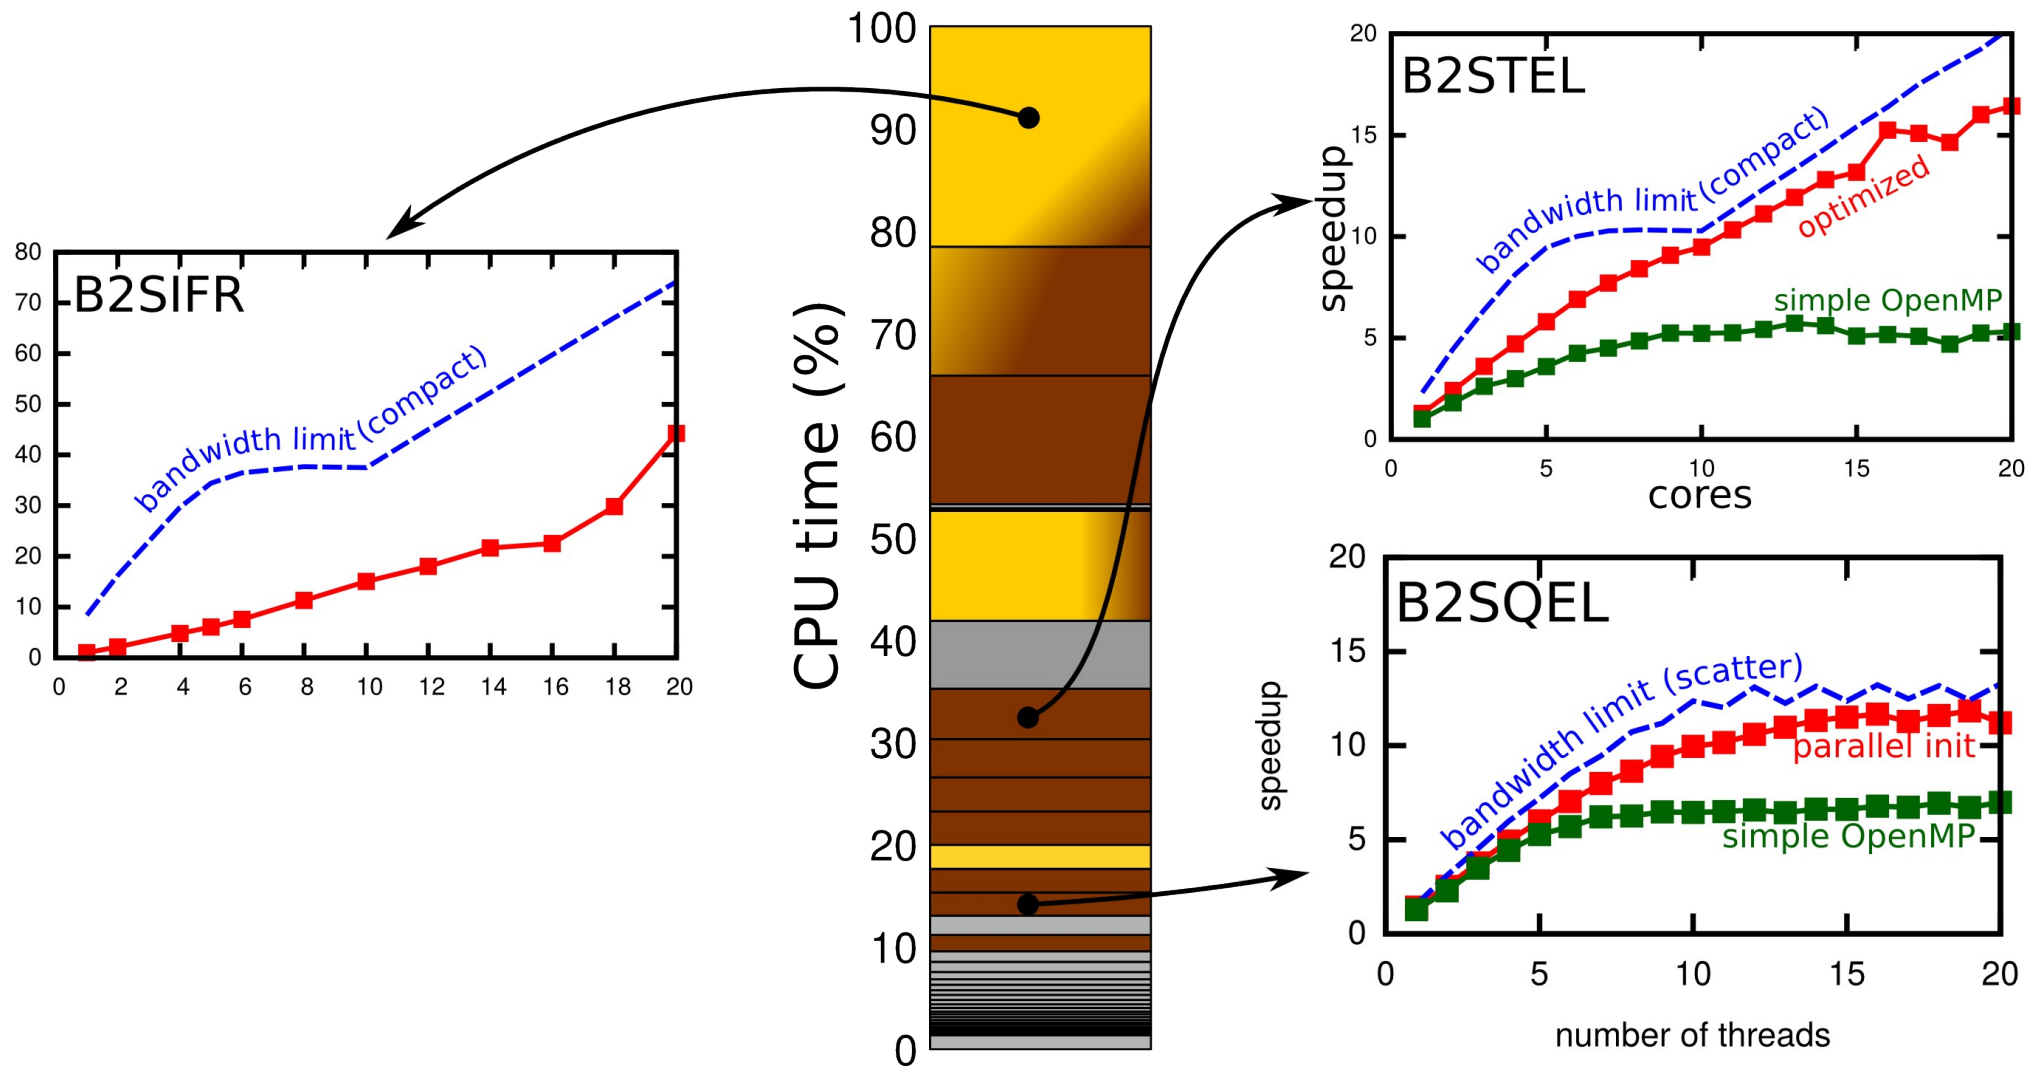 B2SIFR
80
70
60
50
40
30
20
10
0
0 2 4 6 8 10 12 14 16 18 20
bandwidth limit (compact)
CPU time (%)
100
90
80
70
60
50
40
30
20
10
0
B2STEL
speedup
20
15
10
5
0
0 5 10 15 20
cores
bandwidth limit (compact)
optimized
simple OpenMP
B2SQEL
speedup
20
15
10
5
0
0 5 10 15 20
number of threads
bandwidth limit (scatter)
parallel init
simple OpenMP